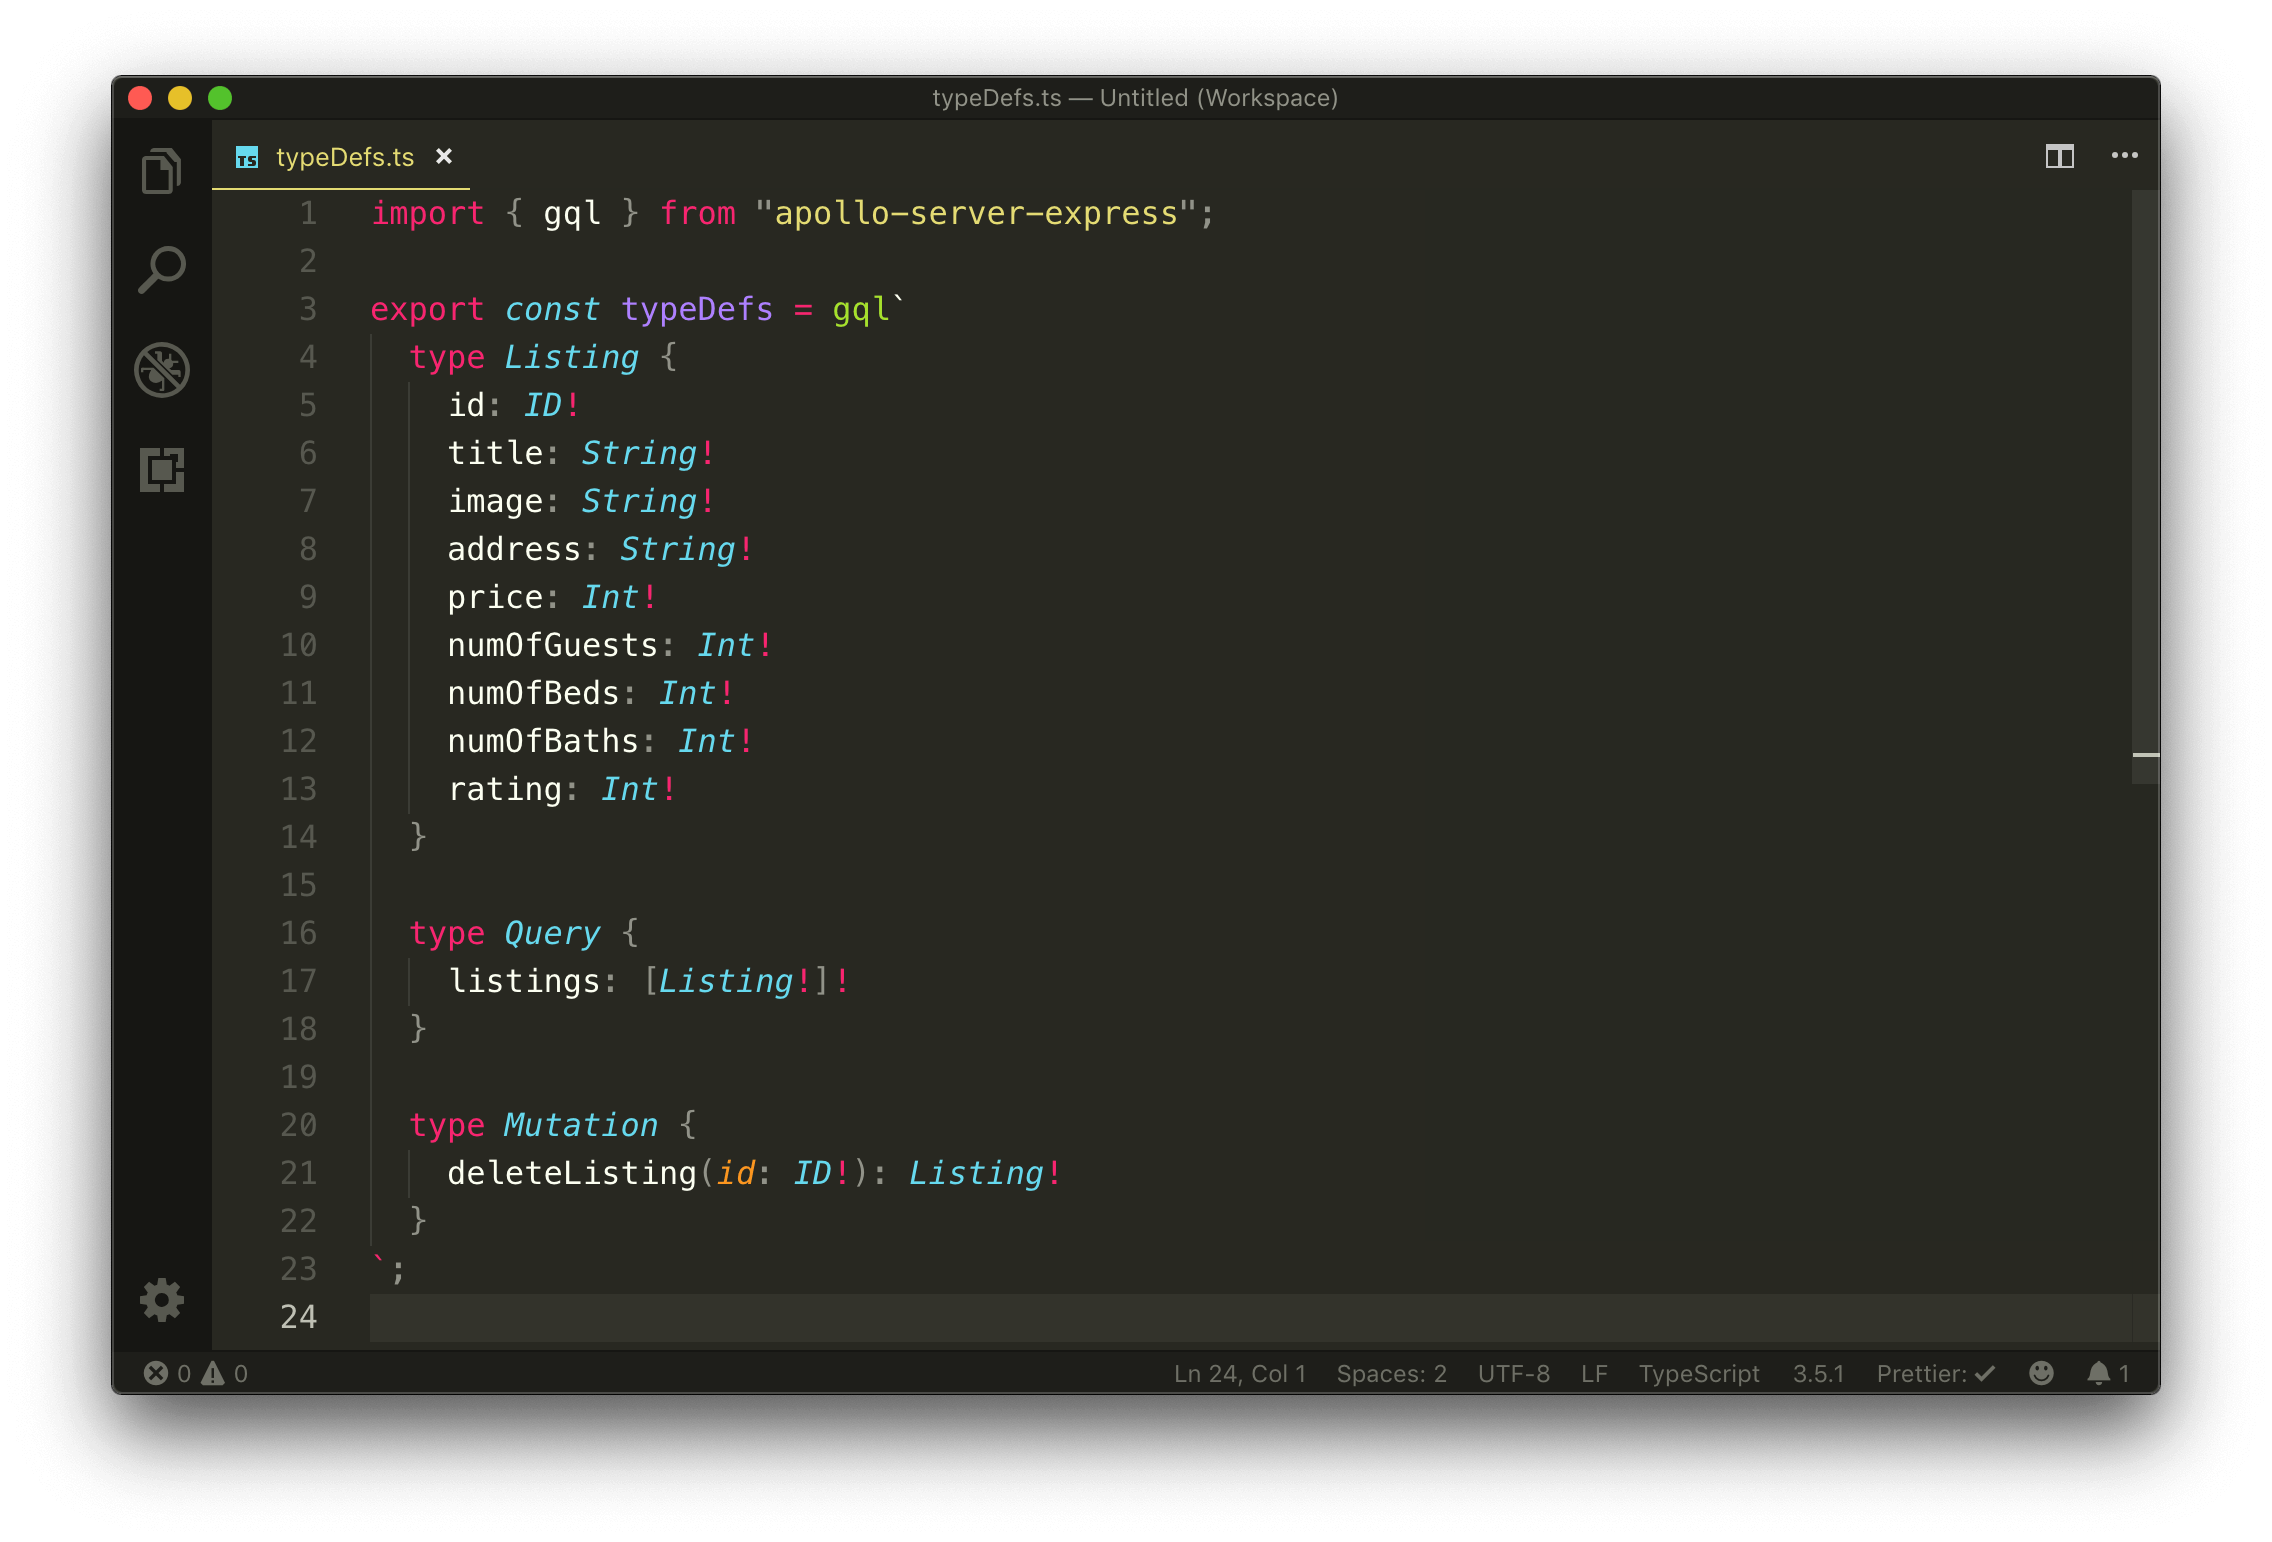 typeDefs.ts — Untitled (Workspace)
TS typeDefs.ts
1 import { gql } from "apollo-server-express";
2
3 export const typeDefs = gql`
4   type Listing {
5     id: ID!
6     title: String!
7     image: String!
8     address: String!
9     price: Int!
10     numOfGuests: Int!
11     numOfBeds: Int!
12     numOfBaths: Int!
13     rating: Int!
14   }
15
16   type Query {
17     listings: [Listing!]!
18   }
19
20   type Mutation {
21     deleteListing(id: ID!): Listing!
22   }
23 `;
24
0 0 Ln 24, Col 1 Spaces: 2 UTF-8 LF TypeScript 3.5.1 Prettier: ✓ 1